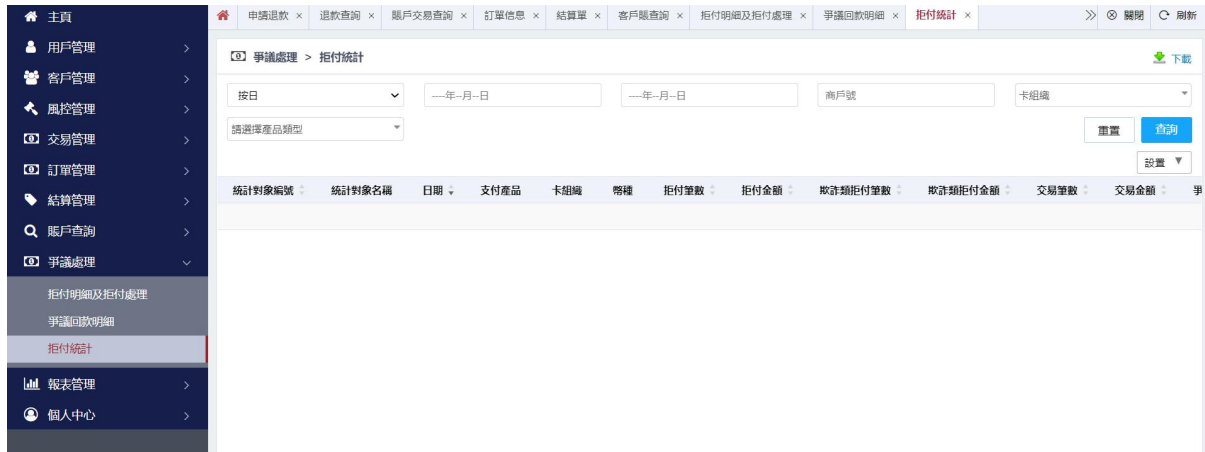 主頁
用戶管理
客戶管理
風控管理
交易管理
訂單管理
結算管理
賬戶查詢
爭議處理
拒付明細及拒付處理
爭議回款明細
拒付統計
報表管理
個人中心
申請退款 × 退款查詢 × 賬戶交易查詢 × 訂單信息 × 結算單 × 客戶賬查詢 × 拒付明細及拒付處理 × 爭議回款明細 × 拒付統計 × 關閉 刷新
爭議處理 > 拒付統計 下載
按日 ----年--月--日 ----年--月--日 商戶號 卡組織
請選擇產品類型 重置 查詢
設置 ▼
統計對象編號 統計對象名稱 日期 支付產品 卡組織 幣種 拒付筆數 拒付金額 欺詐類拒付筆數 欺詐類拒付金額 交易筆數 交易金額 爭